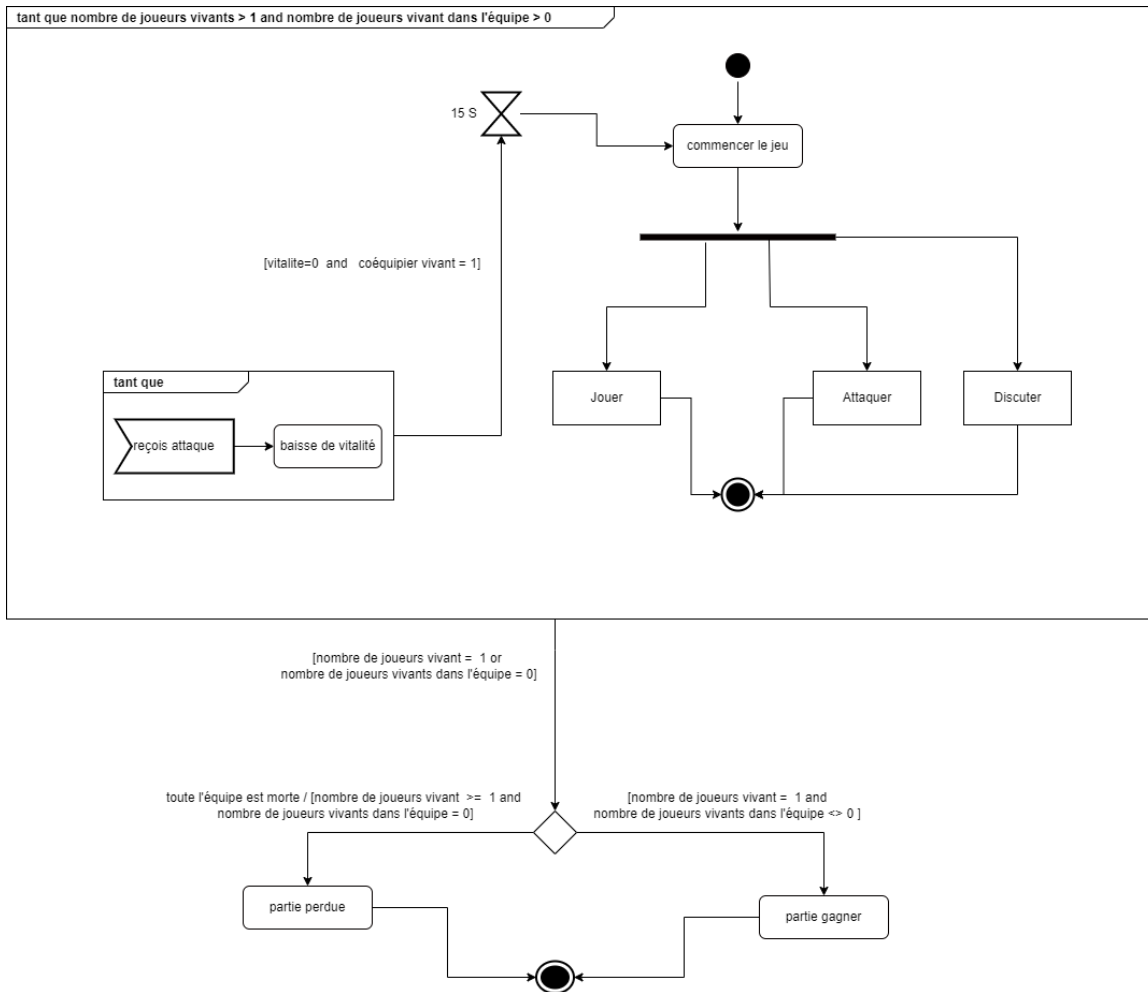 tant que nombre de joueurs vivants > 1 and nombre de joueurs vivant dans l'équipe > 0
15 S
commencer le jeu
[vitalite=0 and coéquipier vivant = 1]
tant que
reçois attaque
baisse de vitalité
Jouer
Attaquer
Discuter
[nombre de joueurs vivant = 1 or
nombre de joueurs vivants dans l'équipe = 0]
toute l'équipe est morte / [nombre de joueurs vivant >= 1 and
nombre de joueurs vivants dans l'équipe = 0]
[nombre de joueurs vivant = 1 and
nombre de joueurs vivants dans l'équipe <> 0 ]
partie perdue
partie gagner